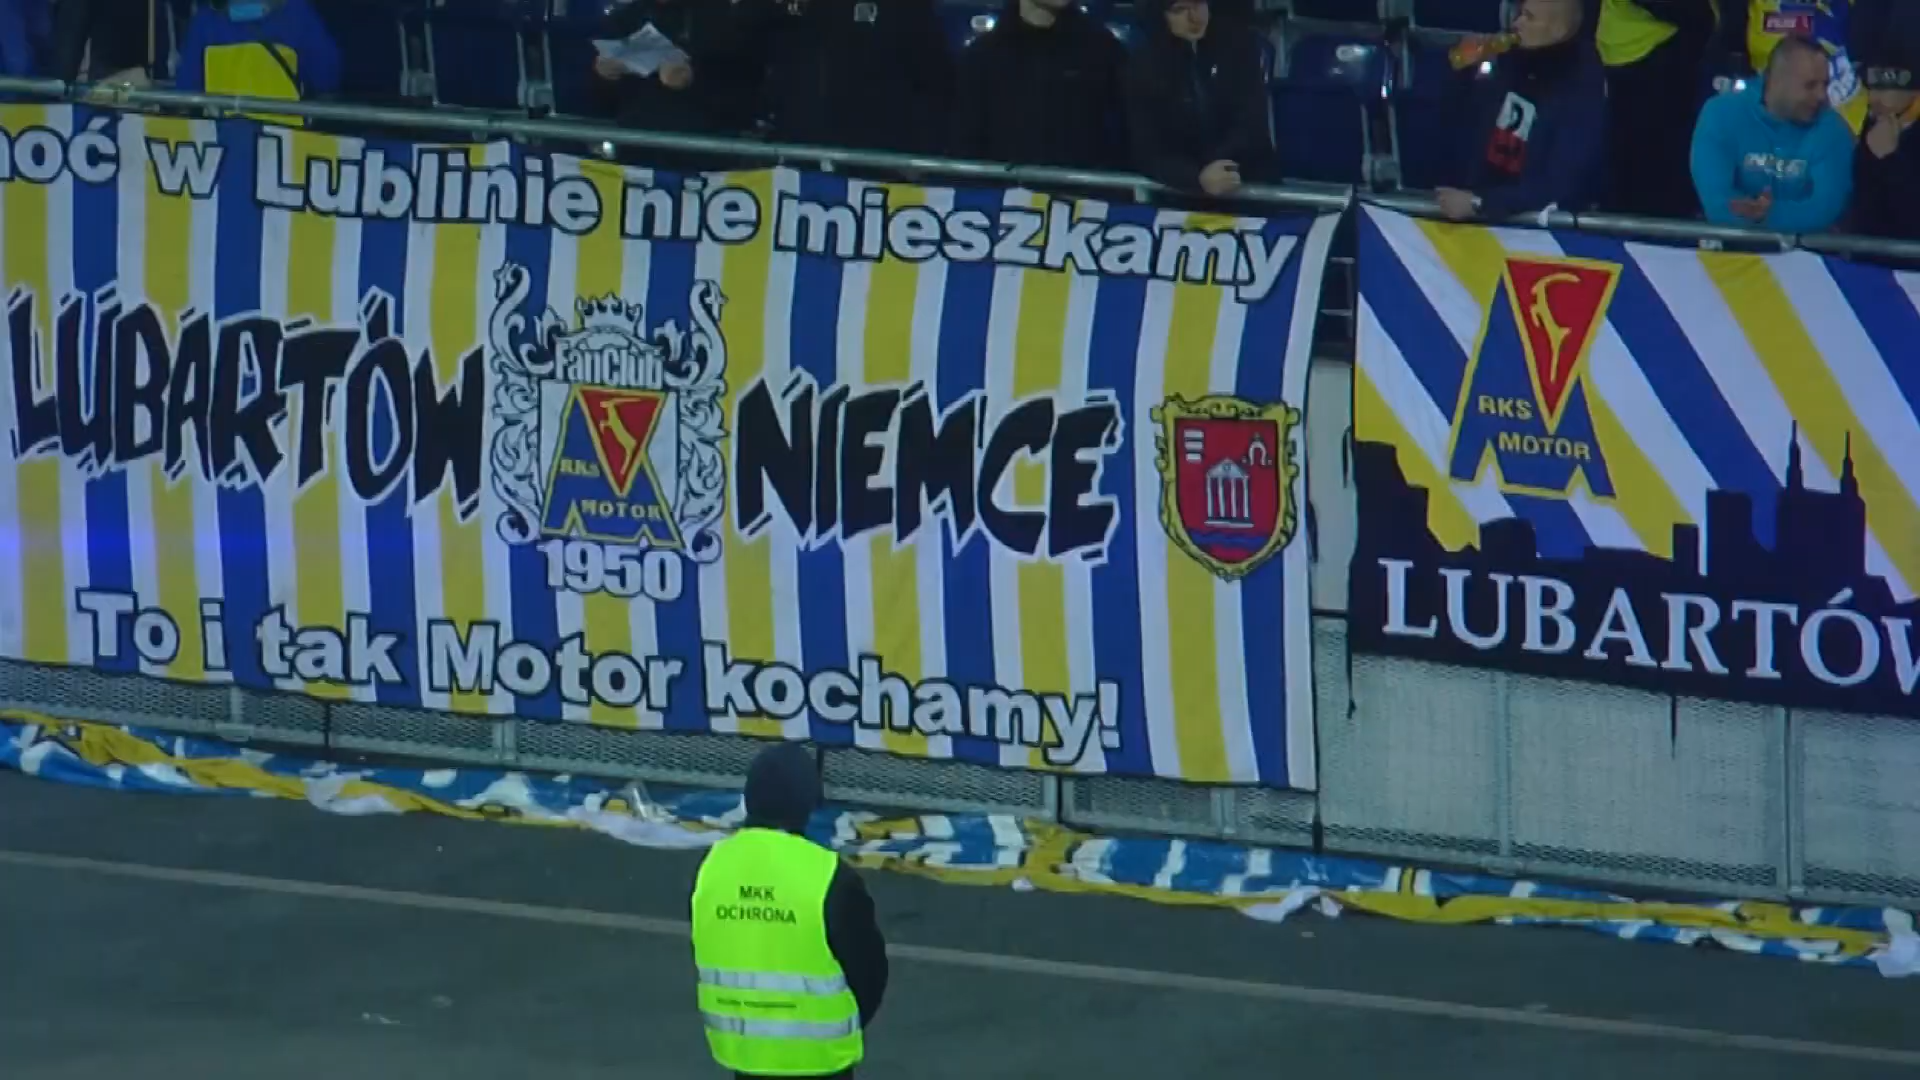 w Lublinie nie mieszkamy
LUBARTÓW
FanClub
RKS
MOTOR
1950
NIEMCE
To i tak Motor kochamy!
RKS
MOTOR
LUBARTÓW
MKK
OCHRONA